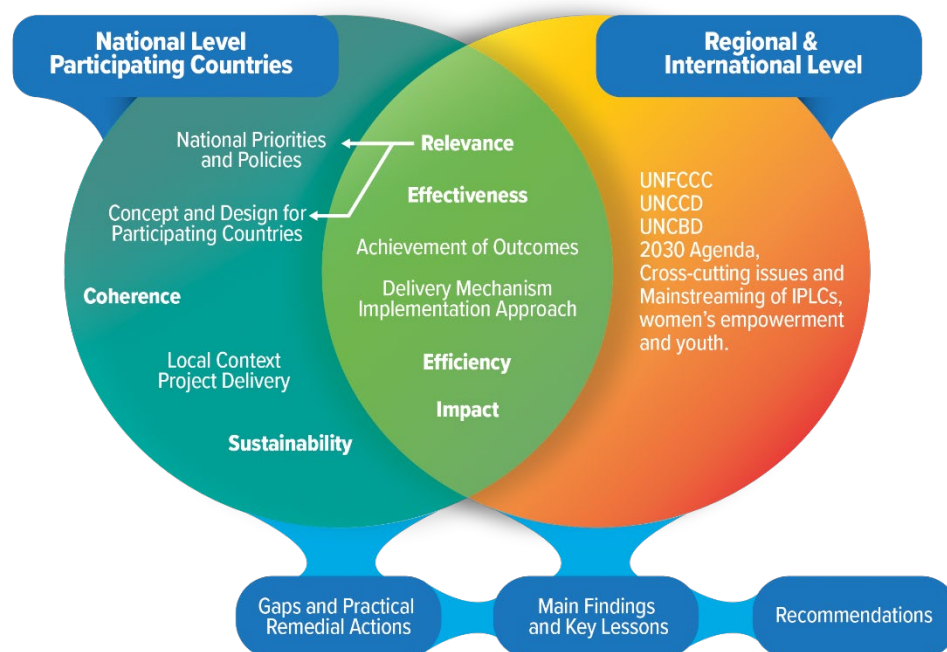 National Level
Participating Countries
Regional &
International Level
National Priorities
and Policies
Concept and Design for
Participating Countries
Coherence
Local Context
Project Delivery
Sustainability
Relevance
Effectiveness
Achievement of Outcomes
Delivery Mechanism
Implementation Approach
Efficiency
Impact
UNFCCC
UNCCD
UNCBD
2030 Agenda,
Cross-cutting issues and
Mainstreaming of IPLCs,
women’s empowerment
and youth.
Gaps and Practical
Remedial Actions
Main Findings
and Key Lessons
Recommendations